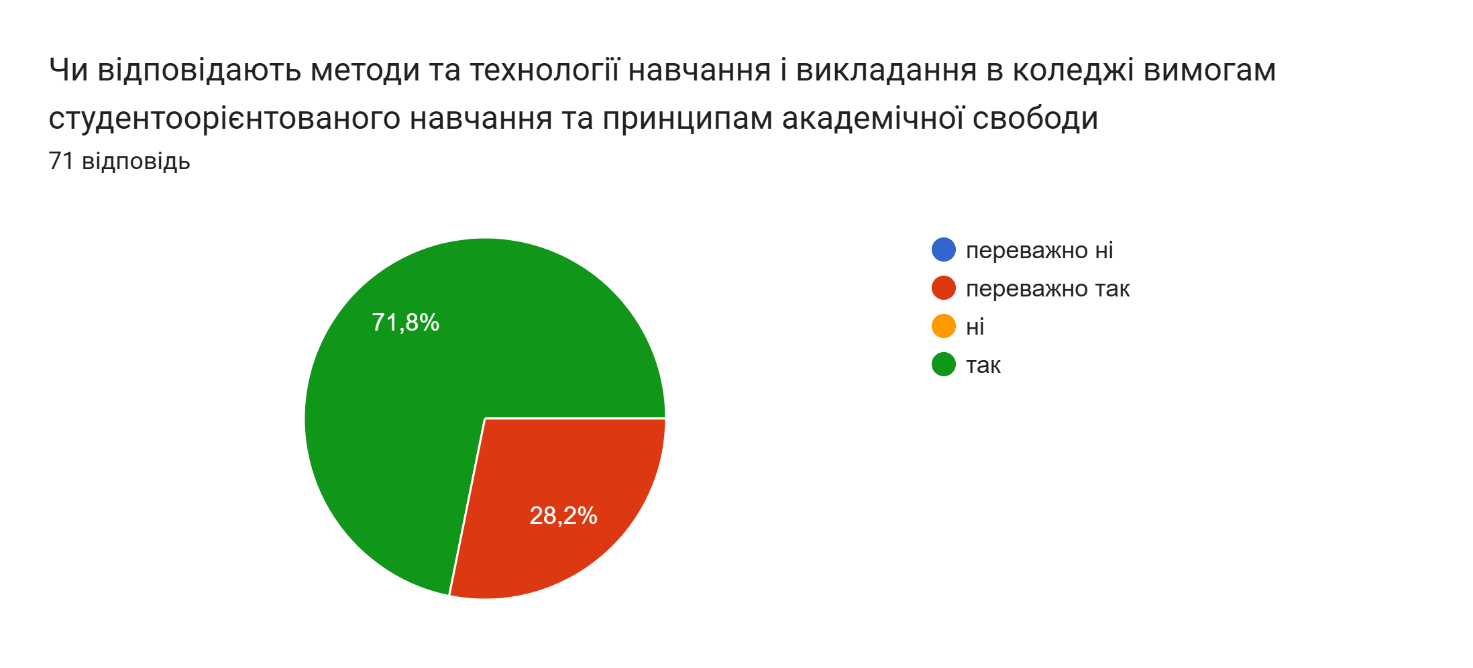 Чи відповідають методи та технології навчання і викладання в коледжі вимогам
студентоорієнтованого навчання та принципам академічної свободи
71 відповідь
71,8%
28,2%
переважно ні
переважно так
ні
так